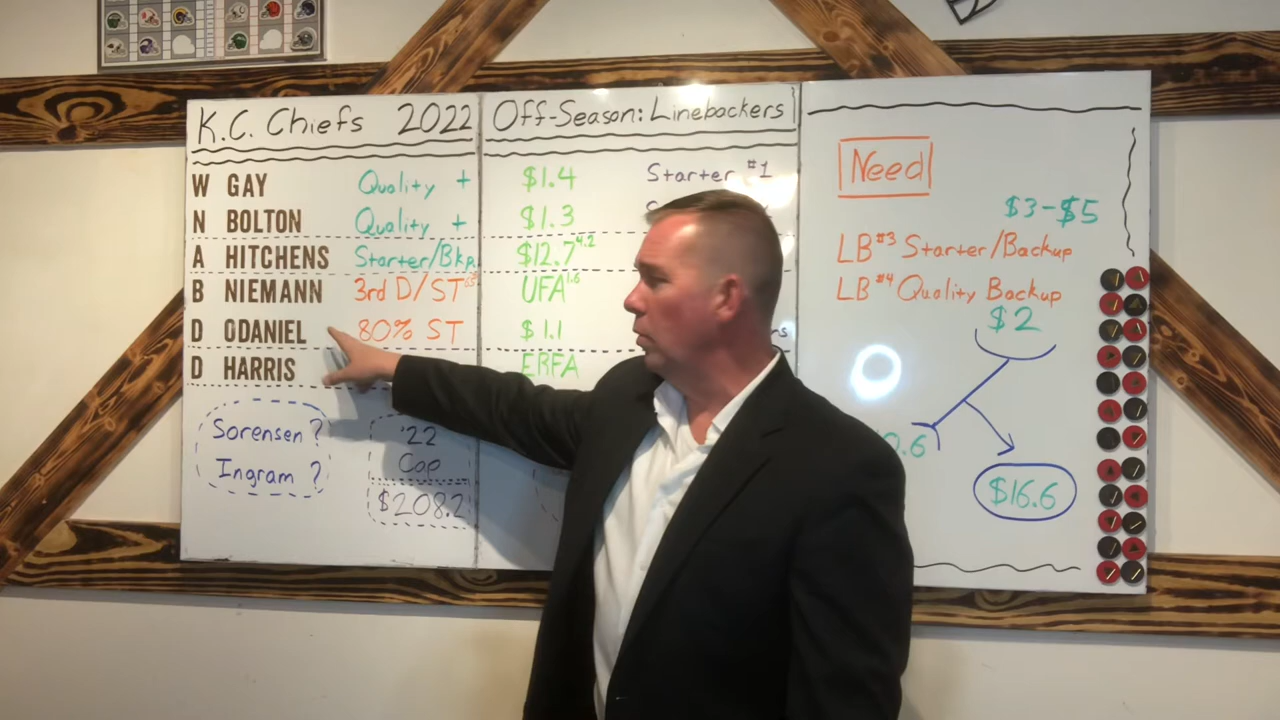 K.C. Chiefs 2022 Off-Season: Linebackers
W GAY Quality + $1.4 Starter #1
N BOLTON Quality + $1.3
A HITCHENS Starter/Bkp. $12.7 4.2
B NIEMANN 3rd D/ST UFA 1.6
D ODANIEL 80% ST $1.1
D HARRIS ERFA
Sorensen?
Ingram?
'22
Cap
$208.2
Need
$3-$5
LB #3 Starter/Backup
LB #4 Quality Backup
$2
$16.6